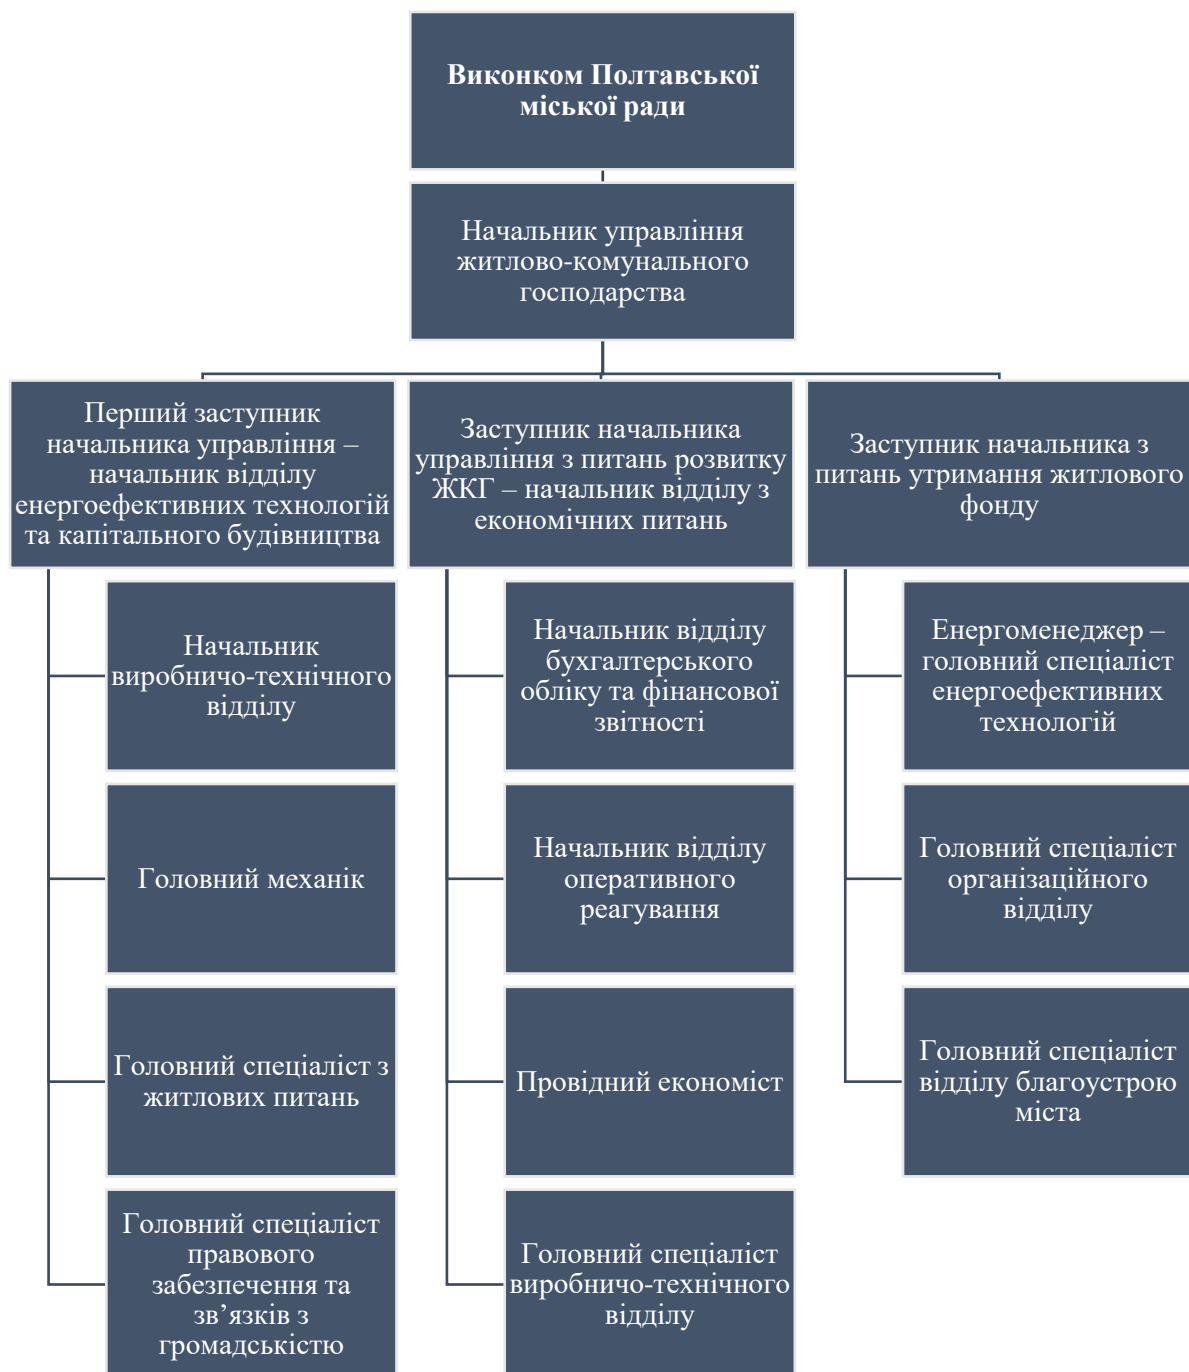 Виконком Полтавської
міської ради
Начальник управління
житлово-комунального
господарства
Перший заступник
начальника управління –
начальник відділу
енергоефективних технологій
та капітального будівництва
Начальник
виробничо-технічного
відділу
Головний механік
Головний спеціаліст з
житлових питань
Головний спеціаліст
правового
забезпечення та
зв’язків з
громадськістю
Заступник начальника
управління з питань розвитку
ЖКГ – начальник відділу з
економічних питань
Начальник відділу
бухгалтерського
обліку та фінансової
звітності
Начальник відділу
оперативного
реагування
Провідний економіст
Головний спеціаліст
виробничо-технічного
відділу
Заступник начальника з
питань утримання житлового
фонду
Енергоменеджер –
головний спеціаліст
енергоефективних
технологій
Головний спеціаліст
організаційного
відділу
Головний спеціаліст
відділу благоустрою
міста